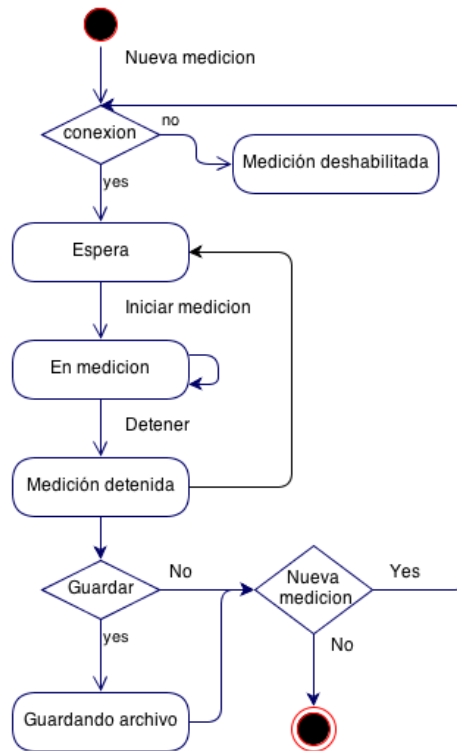 Nueva medicion
conexion
no
Medición deshabilitada
yes
Espera
Iniciar medicion
En medicion
Detener
Medición detenida
Guardar
No
Nueva
medicion
Yes
yes
No
Guardando archivo